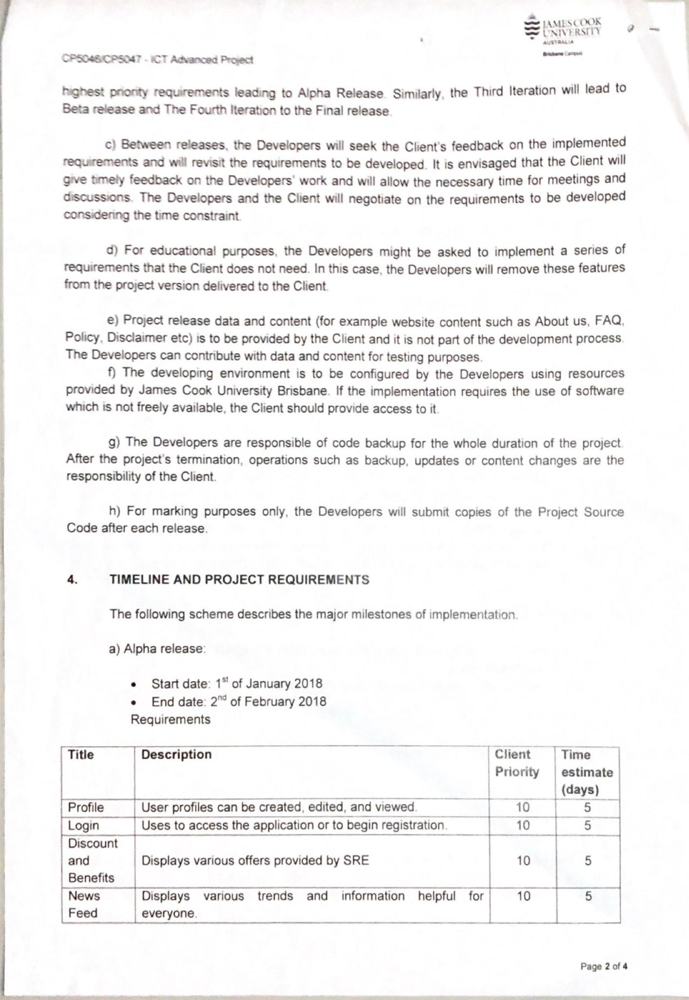 JAMES COOK
UNIVERSITY
AUSTRALIA
Brisbane Campus
CP5046/CP5047 - ICT Advanced Project
highest priority requirements leading to Alpha Release. Similarly, the Third Iteration will lead to
Beta release and The Fourth Iteration to the Final release.
c) Between releases, the Developers will seek the Client's feedback on the implemented
requirements and will revisit the requirements to be developed. It is envisaged that the Client will
give timely feedback on the Developers' work and will allow the necessary time for meetings and
discussions. The Developers and the Client will negotiate on the requirements to be developed
considering the time constraint.
d) For educational purposes, the Developers might be asked to implement a series of
requirements that the Client does not need. In this case, the Developers will remove these features
from the project version delivered to the Client.
e) Project release data and content (for example website content such as About us, FAQ,
Policy, Disclaimer etc) is to be provided by the Client and it is not part of the development process.
The Developers can contribute with data and content for testing purposes.
f) The developing environment is to be configured by the Developers using resources
provided by James Cook University Brisbane. If the implementation requires the use of software
which is not freely available, the Client should provide access to it.
g) The Developers are responsible of code backup for the whole duration of the project.
After the project's termination, operations such as backup, updates or content changes are the
responsibility of the Client.
h) For marking purposes only, the Developers will submit copies of the Project Source
Code after each release.
4. TIMELINE AND PROJECT REQUIREMENTS
The following scheme describes the major milestones of implementation.
a) Alpha release:
• Start date: 1st of January 2018
• End date: 2nd of February 2018
Requirements
Title Description Client Time
Priority estimate
(days)
Profile User profiles can be created, edited, and viewed. 10 5
Login Uses to access the application or to begin registration. 10 5
Discount
and Displays various offers provided by SRE 10 5
Benefits
News Displays various trends and information helpful for 10 5
Feed everyone.
Page 2 of 4